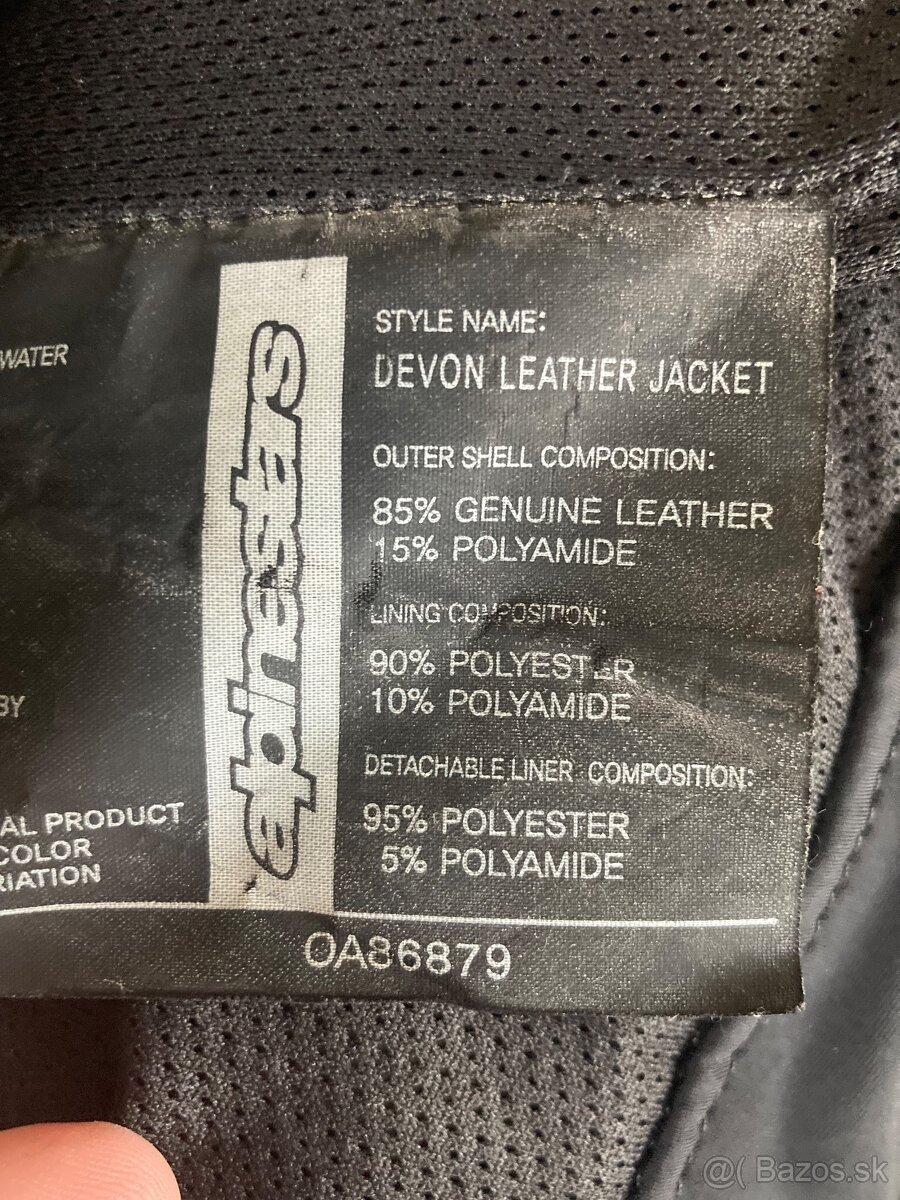 WATER
BY
AL PRODUCT
COLOR
RIATION
alpinestars
STYLE NAME:
DEVON LEATHER JACKET
OUTER SHELL COMPOSITION:
85% GENUINE LEATHER
15% POLYAMIDE
LINING COMPOSITION:
90% POLYESTER
10% POLYAMIDE
DETACHABLE LINER COMPOSITION:
95% POLYESTER
5% POLYAMIDE
OA86879
@( Bazos.sk